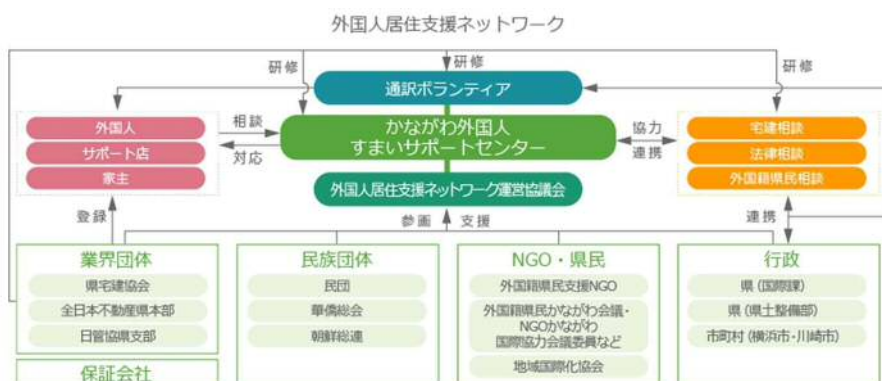 外国人居住支援ネットワーク
研修
研修
研修
通訳ボランティア
外国人
サポート店
家主
相談
対応
かながわ外国人
すまいサポートセンター
協力
連携
宅建相談
法律相談
外国籍県民相談
外国人居住支援ネットワーク運営協議会
登録
参画
支援
連携
業界団体
県宅建協会
全日本不動産県本部
日管協県支部
民族団体
民団
華僑総会
朝鮮総連
NGO・県民
外国籍県民支援NGO
外国籍県民かながわ会議・
NGOかながわ
国際協力会議委員など
地域国際化協会
行政
県（国際課）
県（県土整備部）
市町村（横浜市・川崎市）
保証会社